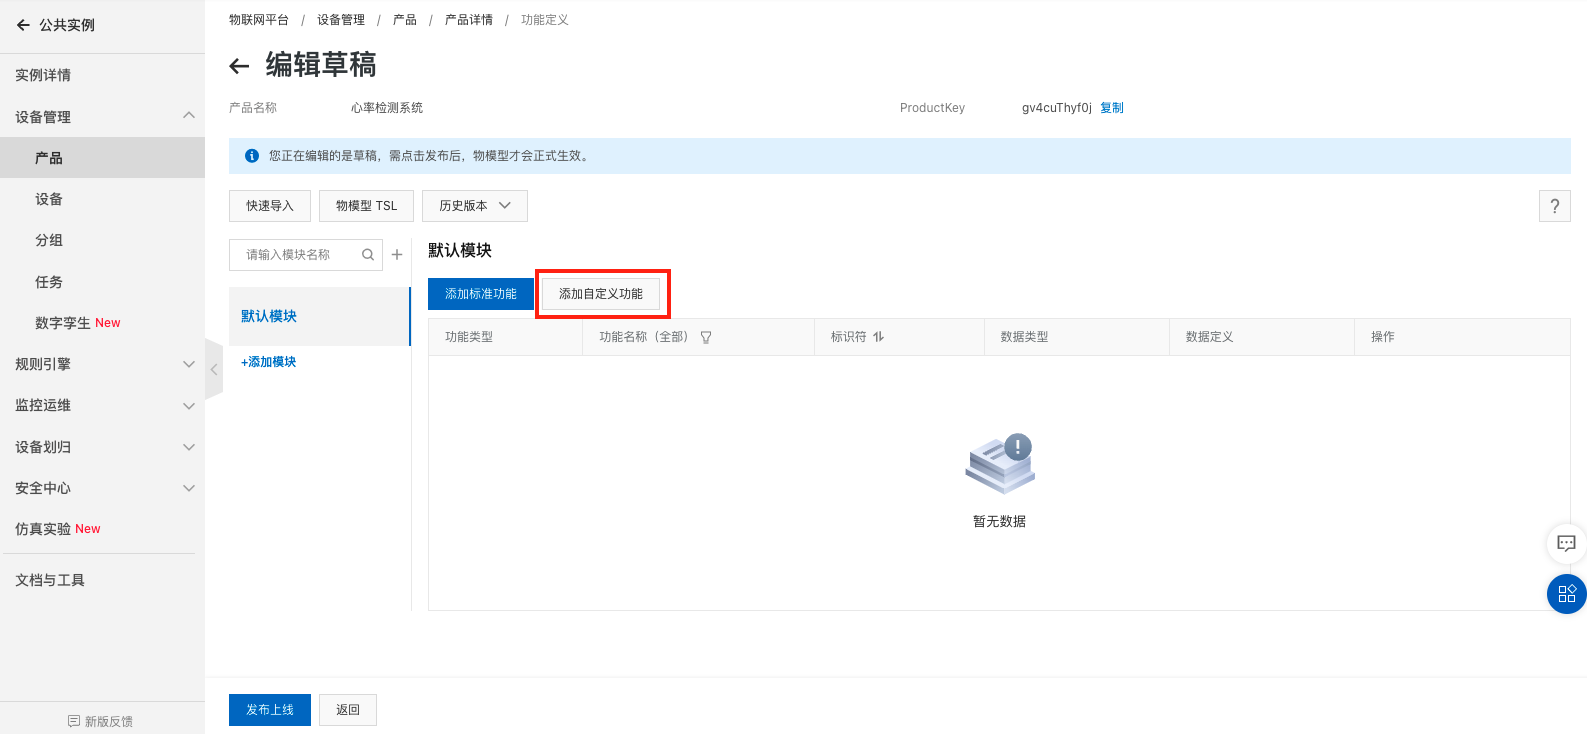 公共实例
实例详情
设备管理
产品
设备
分组
任务
数字孪生 New
规则引擎
监控运维
设备划归
安全中心
仿真实验 New
文档与工具
新版反馈
物联网平台 / 设备管理 / 产品 / 产品详情 / 功能定义
编辑草稿
产品名称 心率检测系统 ProductKey gv4cuThyf0j 复制
您正在编辑的是草稿，需点击发布后，物模型才会正式生效。
快速导入 物模型 TSL 历史版本 ?
请输入模块名称 +
默认模块
+添加模块
默认模块
添加标准功能 添加自定义功能
功能类型 功能名称（全部） 标识符 数据类型 数据定义 操作
暂无数据
发布上线 返回